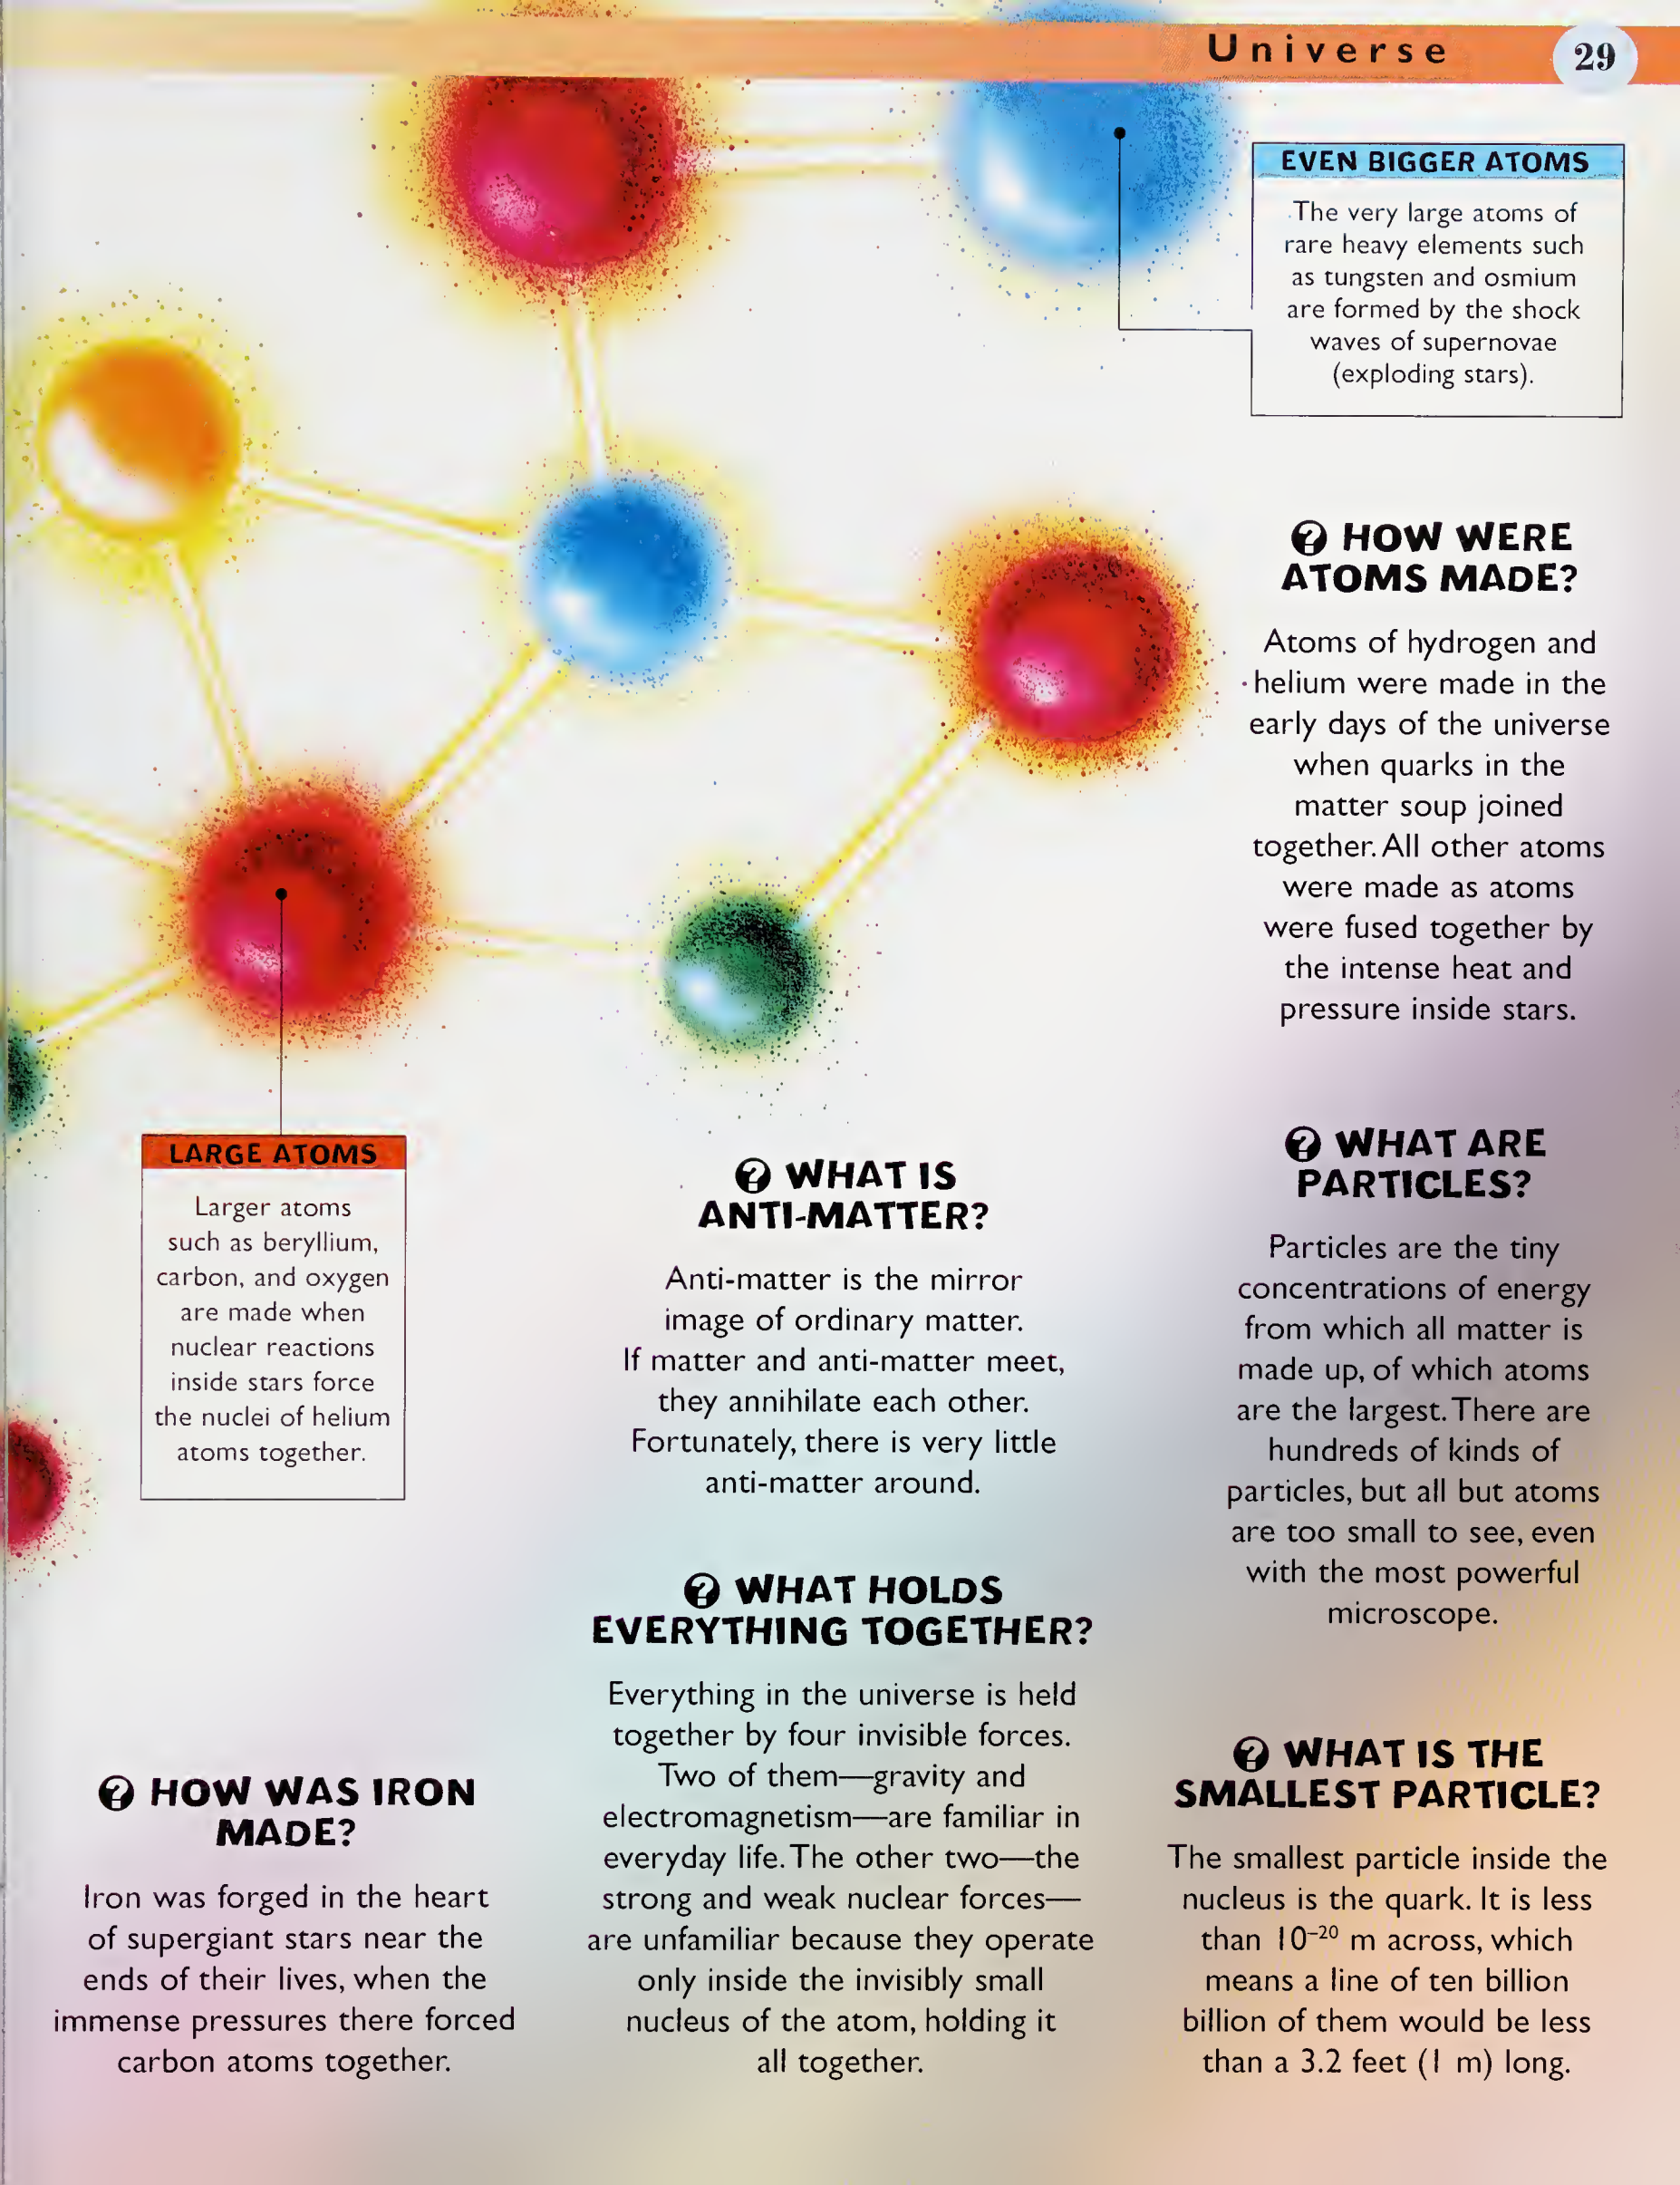 Universe
29
EVEN BIGGER ATOMS
The very large atoms of
rare heavy elements such
as tungsten and osmium
are formed by the shock
waves of supernovae
(exploding stars).
? HOW WERE
ATOMS MADE?
Atoms of hydrogen and
helium were made in the
early days of the universe
when quarks in the
matter soup joined
together. All other atoms
were made as atoms
were fused together by
the intense heat and
pressure inside stars.
LARGE ATOMS
Larger atoms
such as beryllium,
carbon, and oxygen
are made when
nuclear reactions
inside stars force
the nuclei of helium
atoms together.
? HOW WAS IRON
MADE?
Iron was forged in the heart
of supergiant stars near the
ends of their lives, when the
immense pressures there forced
carbon atoms together.
? WHAT IS
ANTI-MATTER?
Anti-matter is the mirror
image of ordinary matter.
If matter and anti-matter meet,
they annihilate each other.
Fortunately, there is very little
anti-matter around.
? WHAT HOLDS
EVERYTHING TOGETHER?
Everything in the universe is held
together by four invisible forces.
Two of them—gravity and
electromagnetism—are familiar in
everyday life. The other two—the
strong and weak nuclear forces—
are unfamiliar because they operate
only inside the invisibly small
nucleus of the atom, holding it
all together.
? WHAT ARE
PARTICLES?
Particles are the tiny
concentrations of energy
from which all matter is
made up, of which atoms
are the largest. There are
hundreds of kinds of
particles, but all but atoms
are too small to see, even
with the most powerful
microscope.
? WHAT IS THE
SMALLEST PARTICLE?
The smallest particle inside the
nucleus is the quark. It is less
than 10⁻²⁰ m across, which
means a line of ten billion
billion of them would be less
than a 3.2 feet (1 m) long.